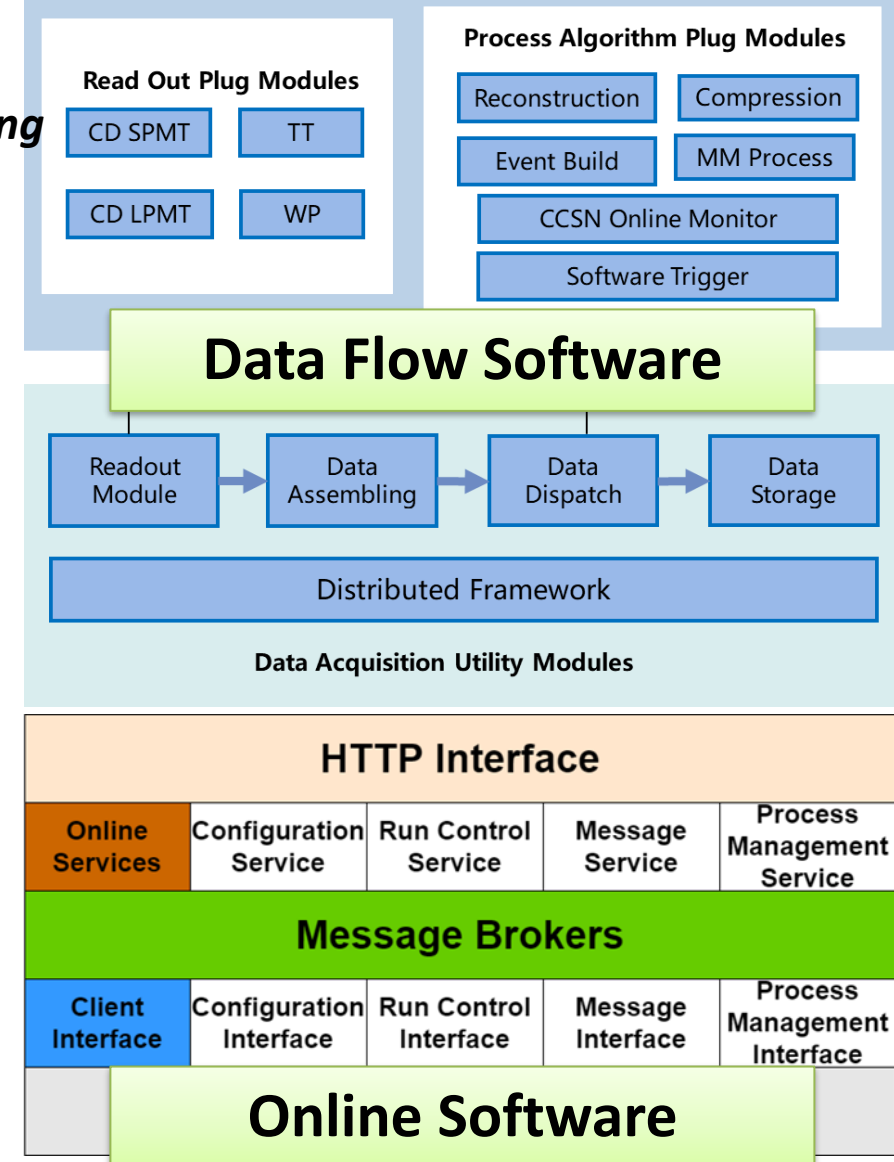 Process Algorithm Plug Modules
Read Out Plug Modules
ng
CD SPMT
TT
CD LPMT
WP
Reconstruction
Compression
Event Build
MM Process
CCSN Online Monitor
Software Trigger
Data Flow Software
Readout
Module
Data
Assembling
Data
Dispatch
Data
Storage
Distributed Framework
Data Acquisition Utility Modules
HTTP Interface
Online
Services
Configuration
Service
Run Control
Service
Message
Service
Process
Management
Service
Message Brokers
Client
Interface
Configuration
Interface
Run Control
Interface
Message
Interface
Process
Management
Interface
Online Software